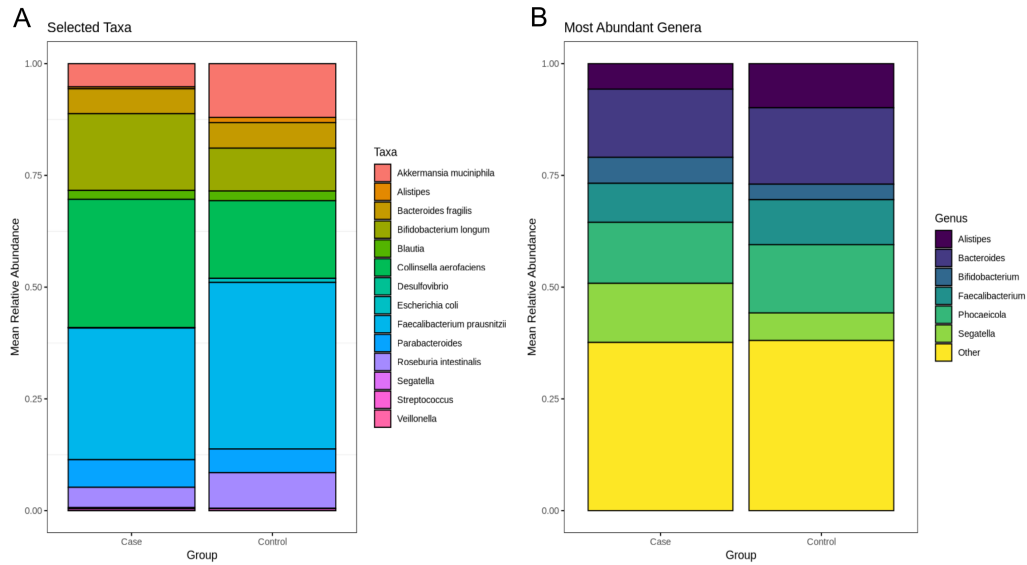 A
Selected Taxa
Mean Relative Abundance
1.00
0.75
0.50
0.25
0.00
Case
Control
Group
Taxa
Akkermansia muciniphila
Alistipes
Bacteroides fragilis
Bifidobacterium longum
Blautia
Collinsella aerofaciens
Desulfovibrio
Escherichia coli
Faecalibacterium prausnitzii
Parabacteroides
Roseburia intestinalis
Segatella
Streptococcus
Veillonella
B
Most Abundant Genera
Mean Relative Abundance
1.00
0.75
0.50
0.25
0.00
Case
Control
Group
Genus
Alistipes
Bacteroides
Bifidobacterium
Faecalibacterium
Phocaeicola
Segatella
Other